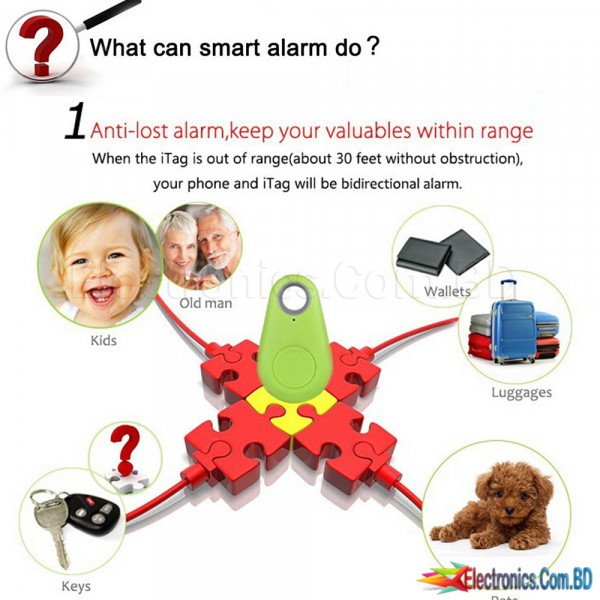 What can smart alarm do?
1 Anti-lost alarm,keep your valuables within range
When the iTag is out of range(about 30 feet without obstruction),
your phone and iTag will be bidirectional alarm.
Kids
Old man
Wallets
Luggages
Keys
Electronics.Com.BD
Pets